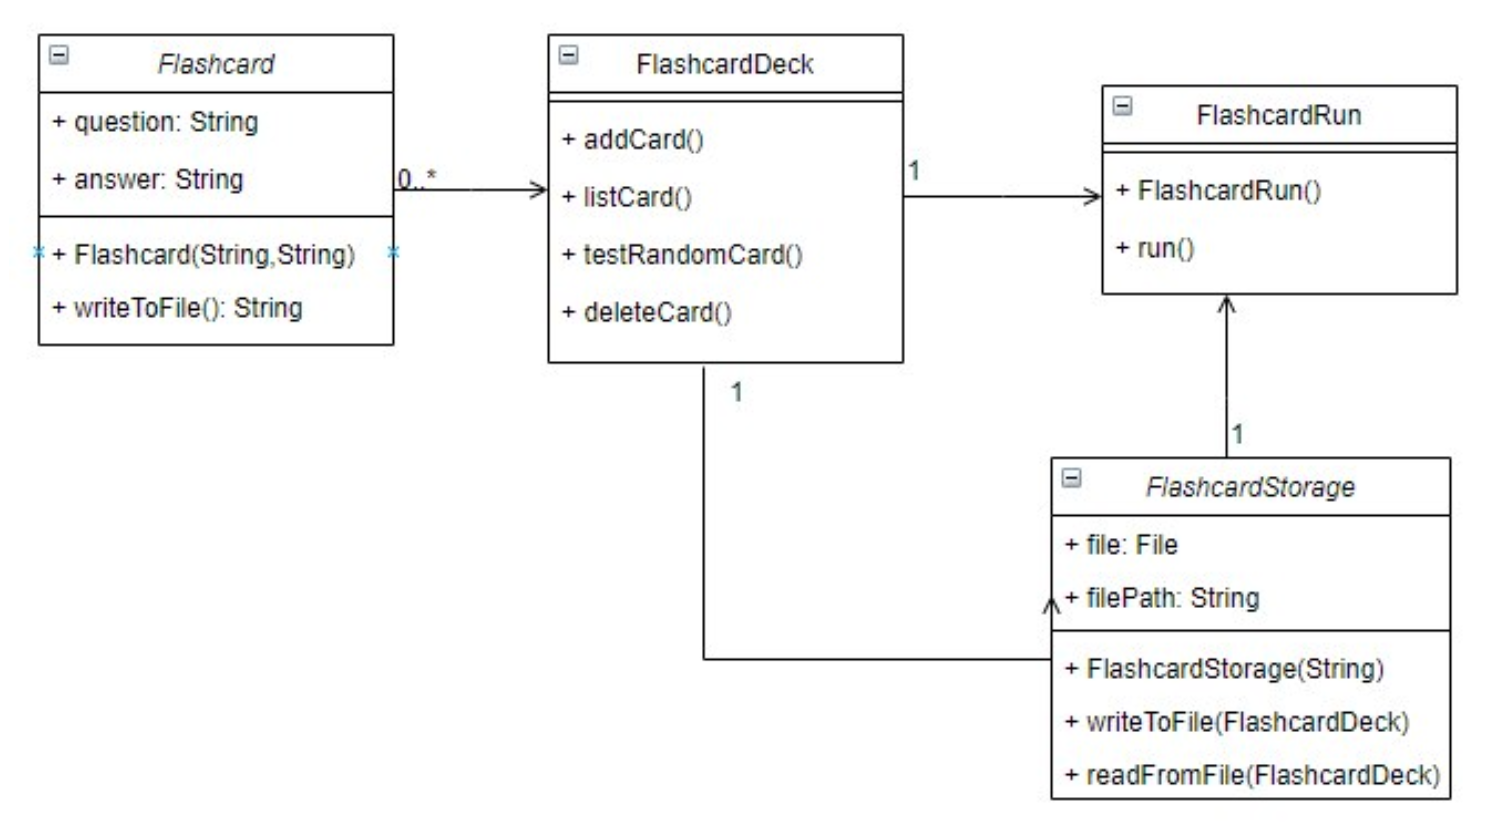 Flashcard
+ question: String
+ answer: String
+ Flashcard(String,String)
+ writeToFile(): String
0..*
FlashcardDeck
+ addCard()
+ listCard()
+ testRandomCard()
+ deleteCard()
1
1
FlashcardRun
+ FlashcardRun()
+ run()
1
FlashcardStorage
+ file: File
+ filePath: String
+ FlashcardStorage(String)
+ writeToFile(FlashcardDeck)
+ readFromFile(FlashcardDeck)